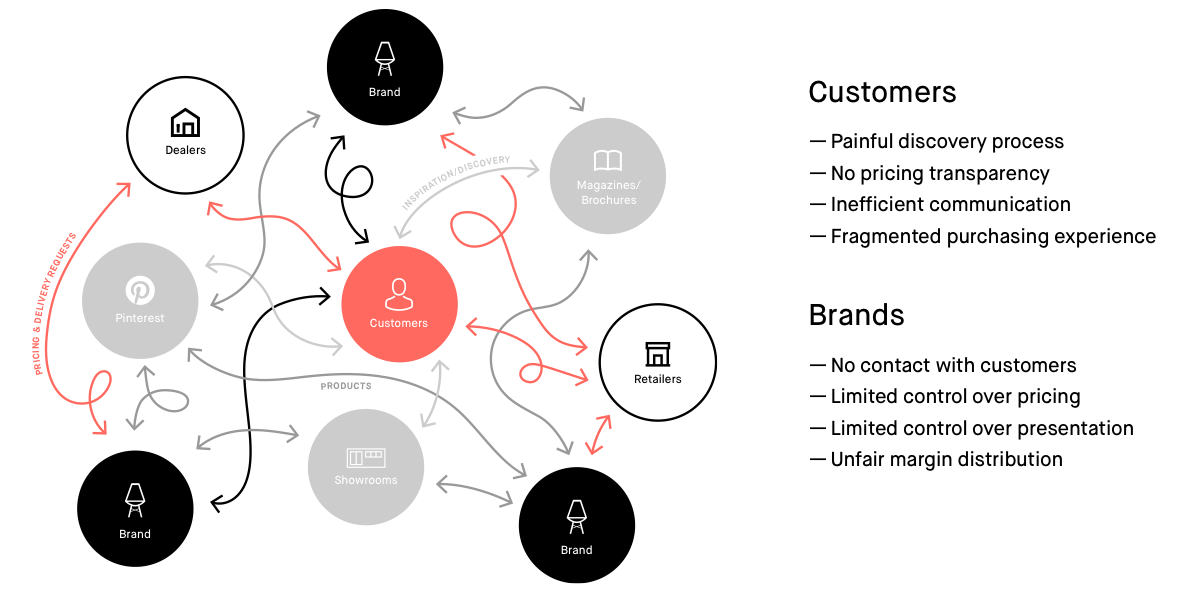 Brand
Dealers
Magazines/
Brochures
INSPIRATION/DISCOVERY
PRICING & DELIVERY REQUESTS
Pinterest
Customers
Retailers
PRODUCTS
Showrooms
Brand
Brand
Customers
— Painful discovery process
— No pricing transparency
— Inefficient communication
— Fragmented purchasing experience
Brands
— No contact with customers
— Limited control over pricing
— Limited control over presentation
— Unfair margin distribution